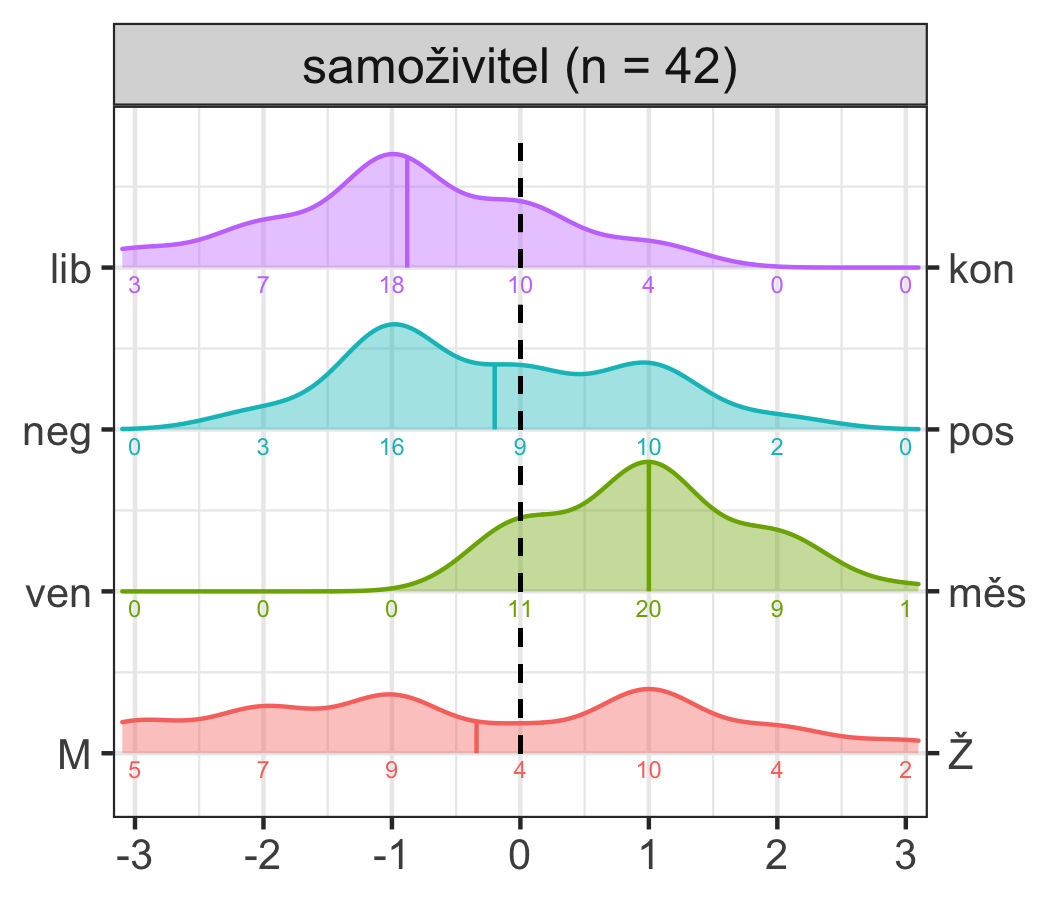 samoživitel (n = 42)
lib kon
3 7 18 10 4 0 0
neg pos
0 3 16 9 10 2 0
ven měs
0 0 0 11 20 9 1
M Ž
5 7 9 4 10 4 2
-3 -2 -1 0 1 2 3